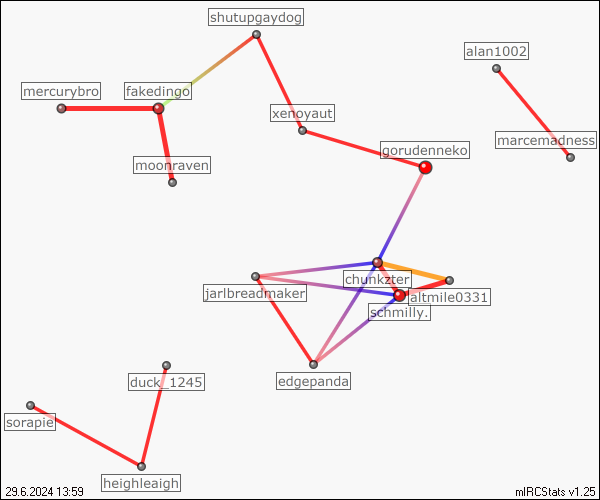 shutupgaydog
alan1002
mercurybro
fakedingo
xenoyaut
marcemadness
gorudenneko
moonraven
chunkzter
jarlbreadmaker
altmile0331
schmilly.
edgepanda
duck_1245
sorapie
heighleaigh
29.6.2024 13:59
mIRCStats v1.25